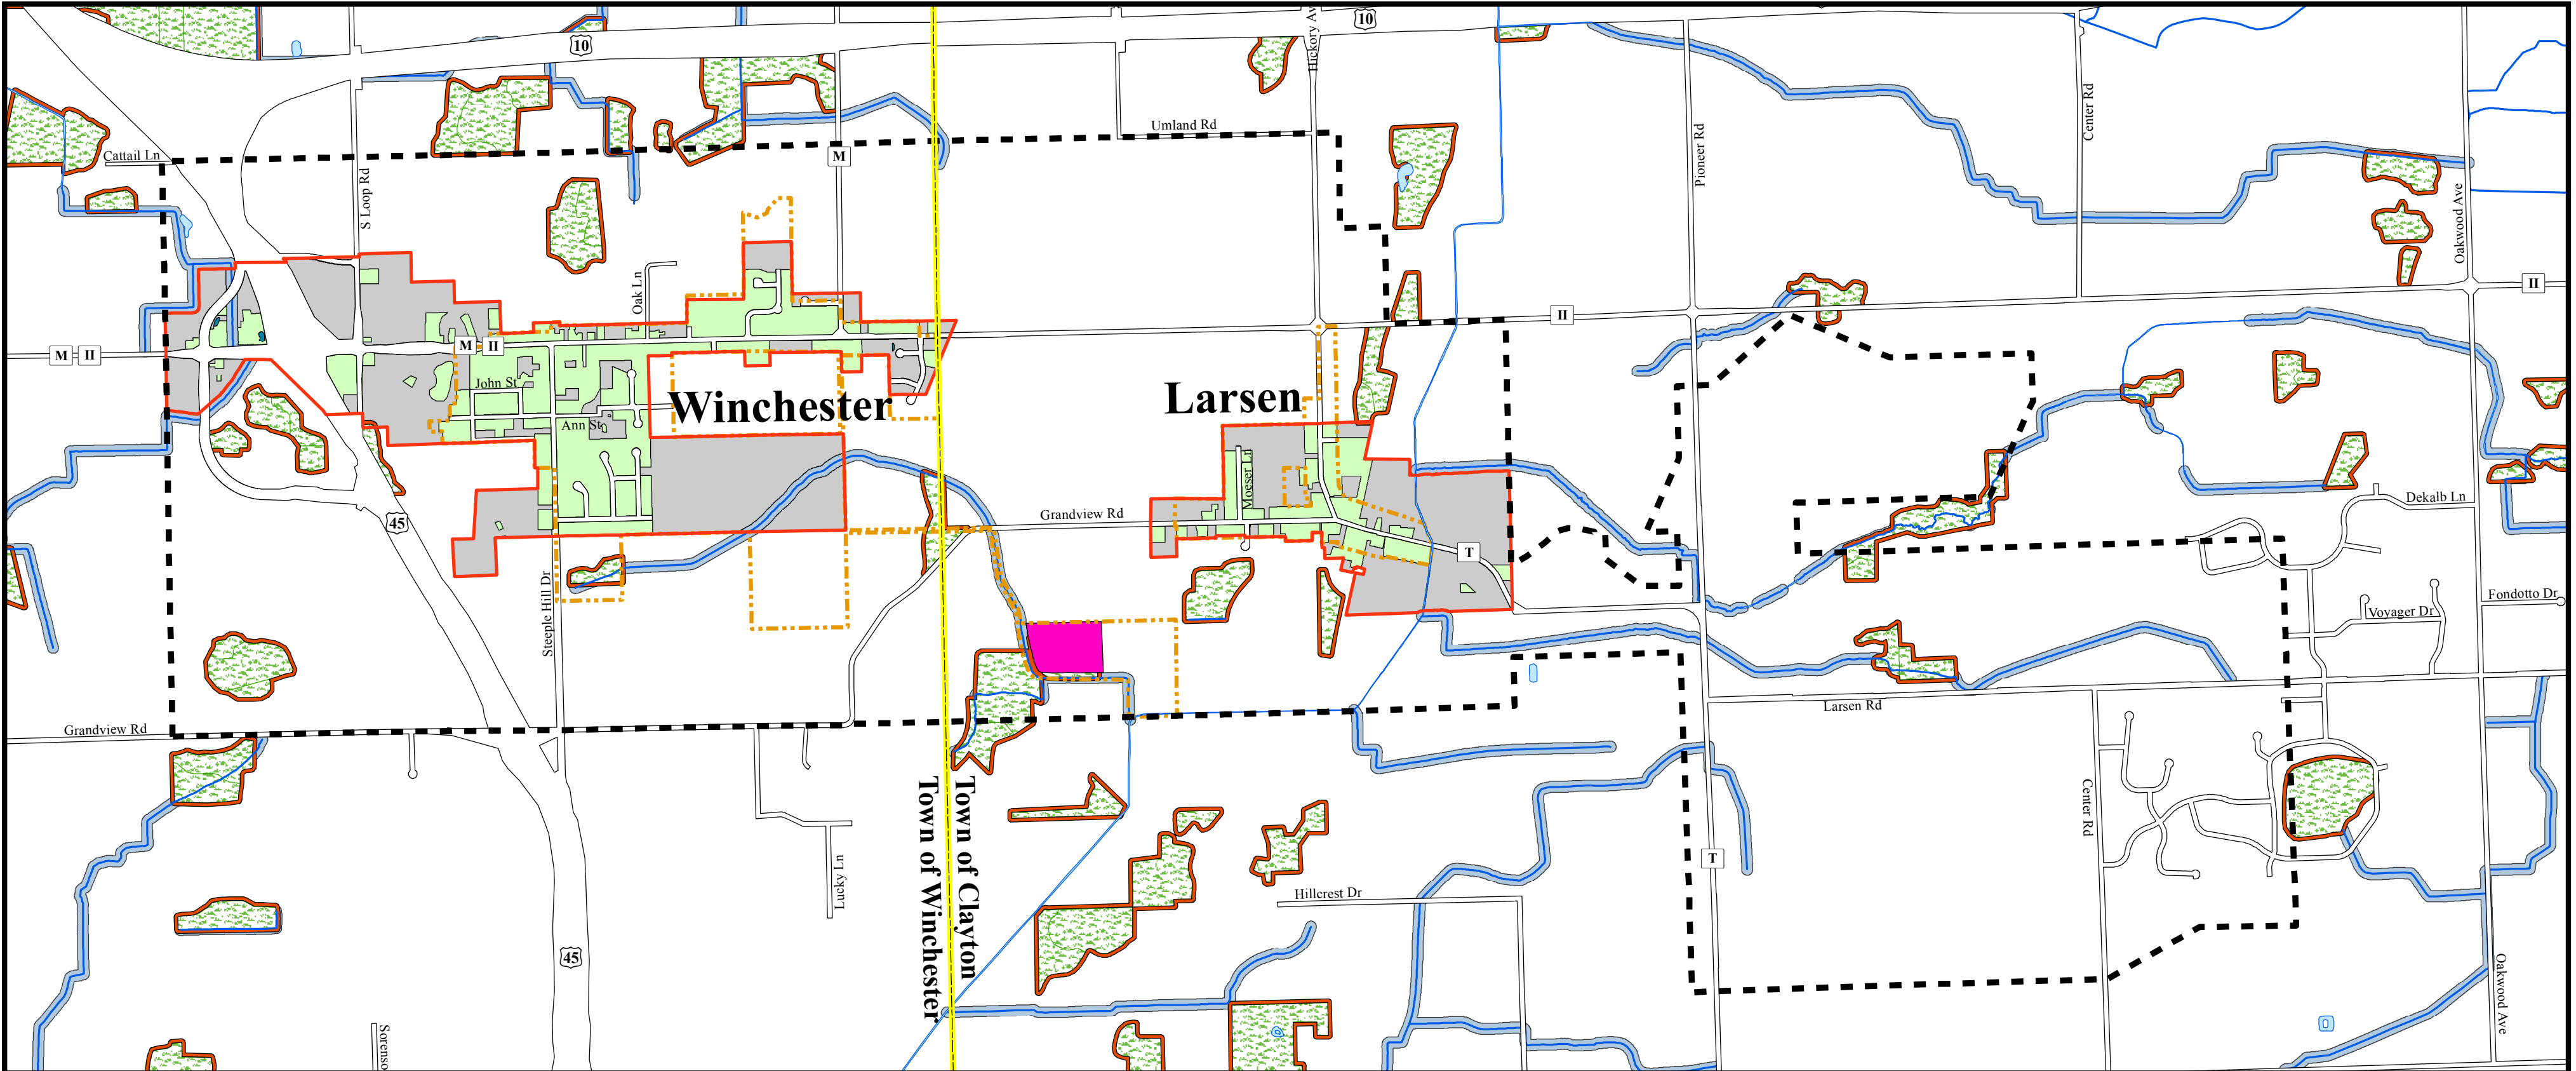 10
Hickory Av
10
Umland Rd
M
Cattail Ln
S Loop Rd
Pioneer Rd
Center Rd
Oakwood Ave
Oak Ln
II
II
M II
M II
John St
Winchester
Larsen
Ann St
Moeser Ln
Dekalb Ln
45
Grandview Rd
T
Steeple Hill Dr
Fondotto Dr
Voyager Dr
Larsen Rd
Grandview Rd
Town of Clayton
Town of Winchester
Center Rd
Lucky Ln
T
Hillcrest Dr
45
Oakwood Ave
Sorenso